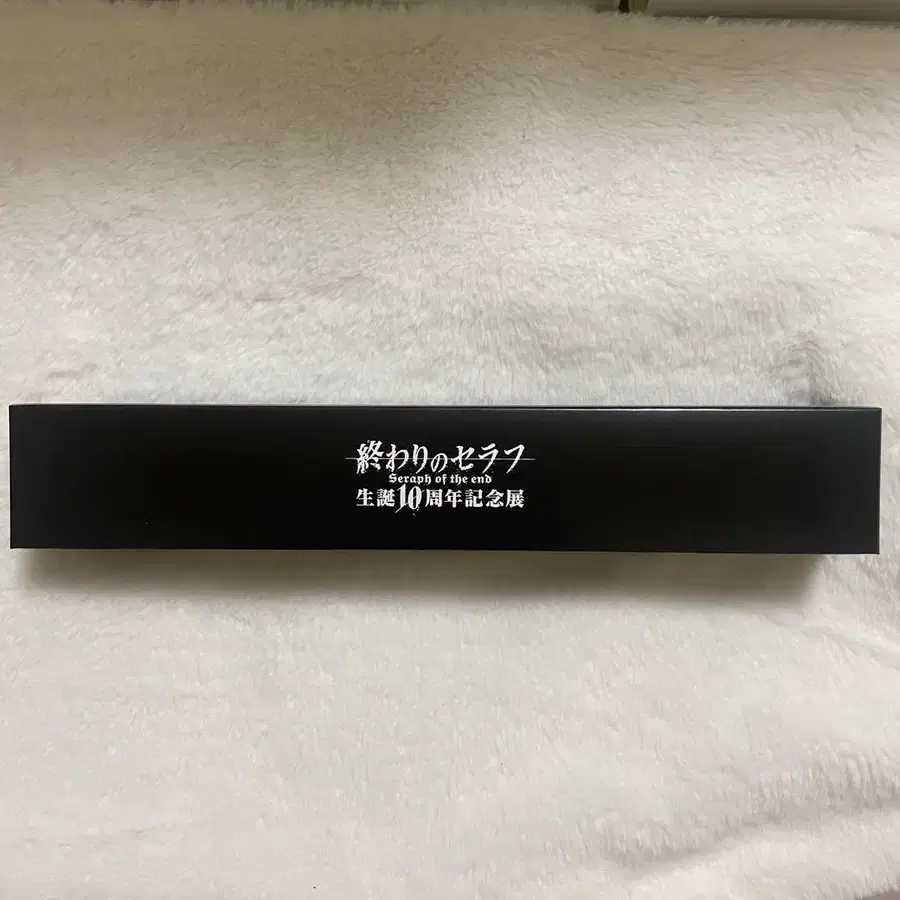 終わりのセラフ
Seraph of the end
生誕10周年記念展